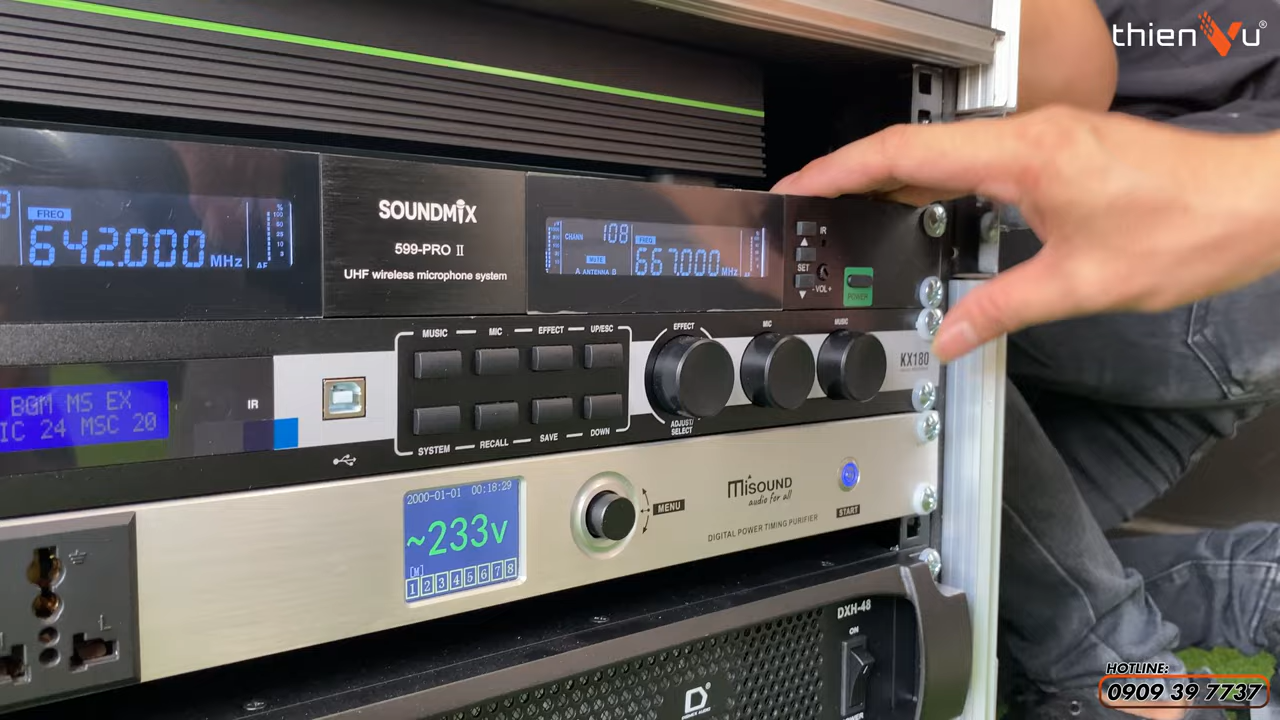 thienVu®
FREQ
642.000 MHz
AF
SOUNDMIX
599-PRO II
UHF wireless microphone system
CHANN 108
FREQ
MUTE
667.000 MHz
A ANTENNA B
IR
SET
- VOL +
POWER
MUSIC MIC EFFECT UP/ESC
SYSTEM RECALL SAVE DOWN
EFFECT
ADJUST/
SELECT
MIC
MUSIC
KX180
BGM MS EX
IC 24 MSC 20
IR
2000-01-01 00:18:29
~233v
[M]
1 2 3 4 5 6 7 8
MENU
MISOUND
audio for all
DIGITAL POWER TIMING PURIFIER
START
L
DXH-48
ON
POWER
HOTLINE:
0909 39 7737